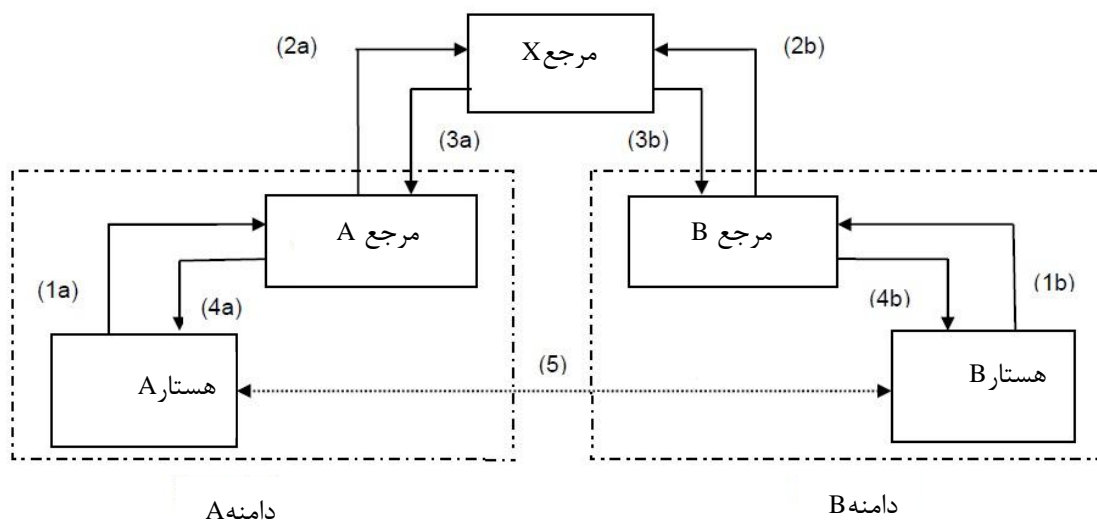 (2a)
مرجعX
(2b)
(3a)
(3b)
مرجع A
مرجع B
(1a)
(4a)
(4b)
(1b)
هستارA
(5)
هستارB
دامنهA
دامنهB